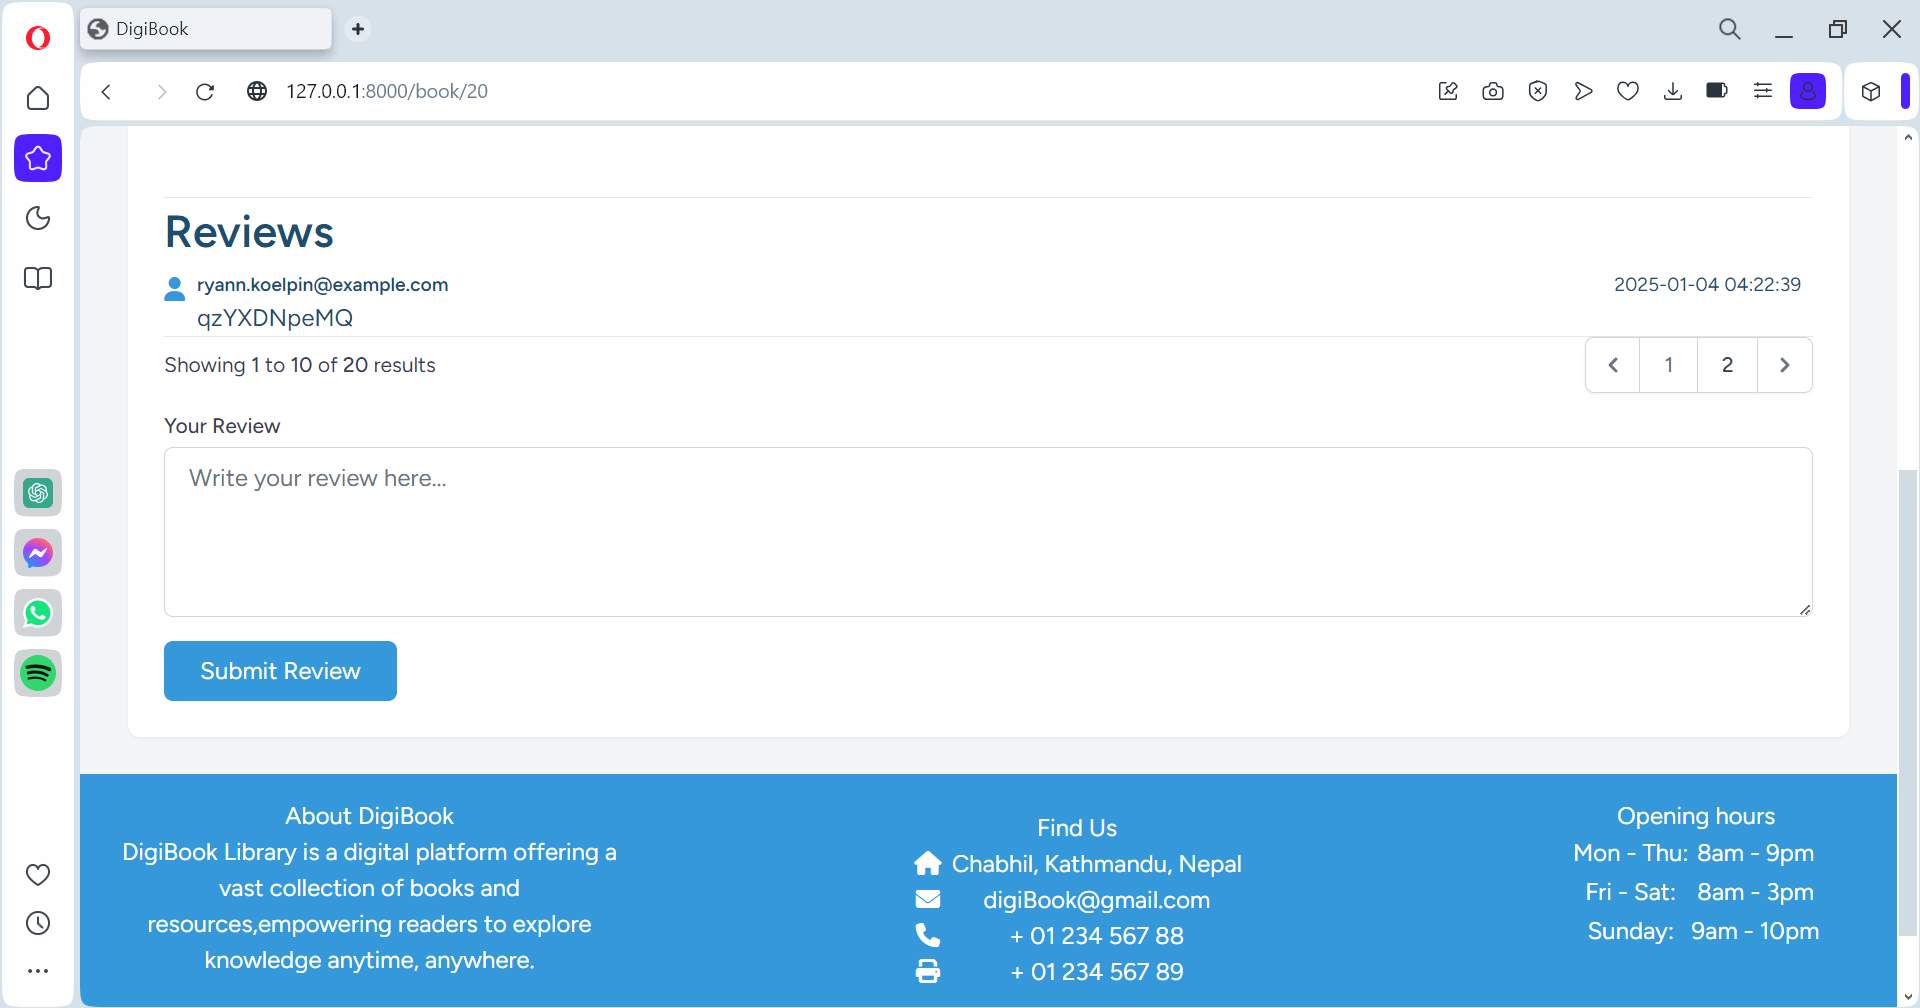 DigiBook
127.0.0.1:8000/book/20
Reviews
ryann.koelpin@example.com
2025-01-04 04:22:39
qzYXDNpeMQ
Showing 1 to 10 of 20 results
1 2
Your Review
Write your review here...
Submit Review
About DigiBook
DigiBook Library is a digital platform offering a
vast collection of books and
resources,empowering readers to explore
knowledge anytime, anywhere.
Find Us
Chabhil, Kathmandu, Nepal
digiBook@gmail.com
+ 01 234 567 88
+ 01 234 567 89
Opening hours
Mon - Thu: 8am - 9pm
Fri - Sat: 8am - 3pm
Sunday: 9am - 10pm